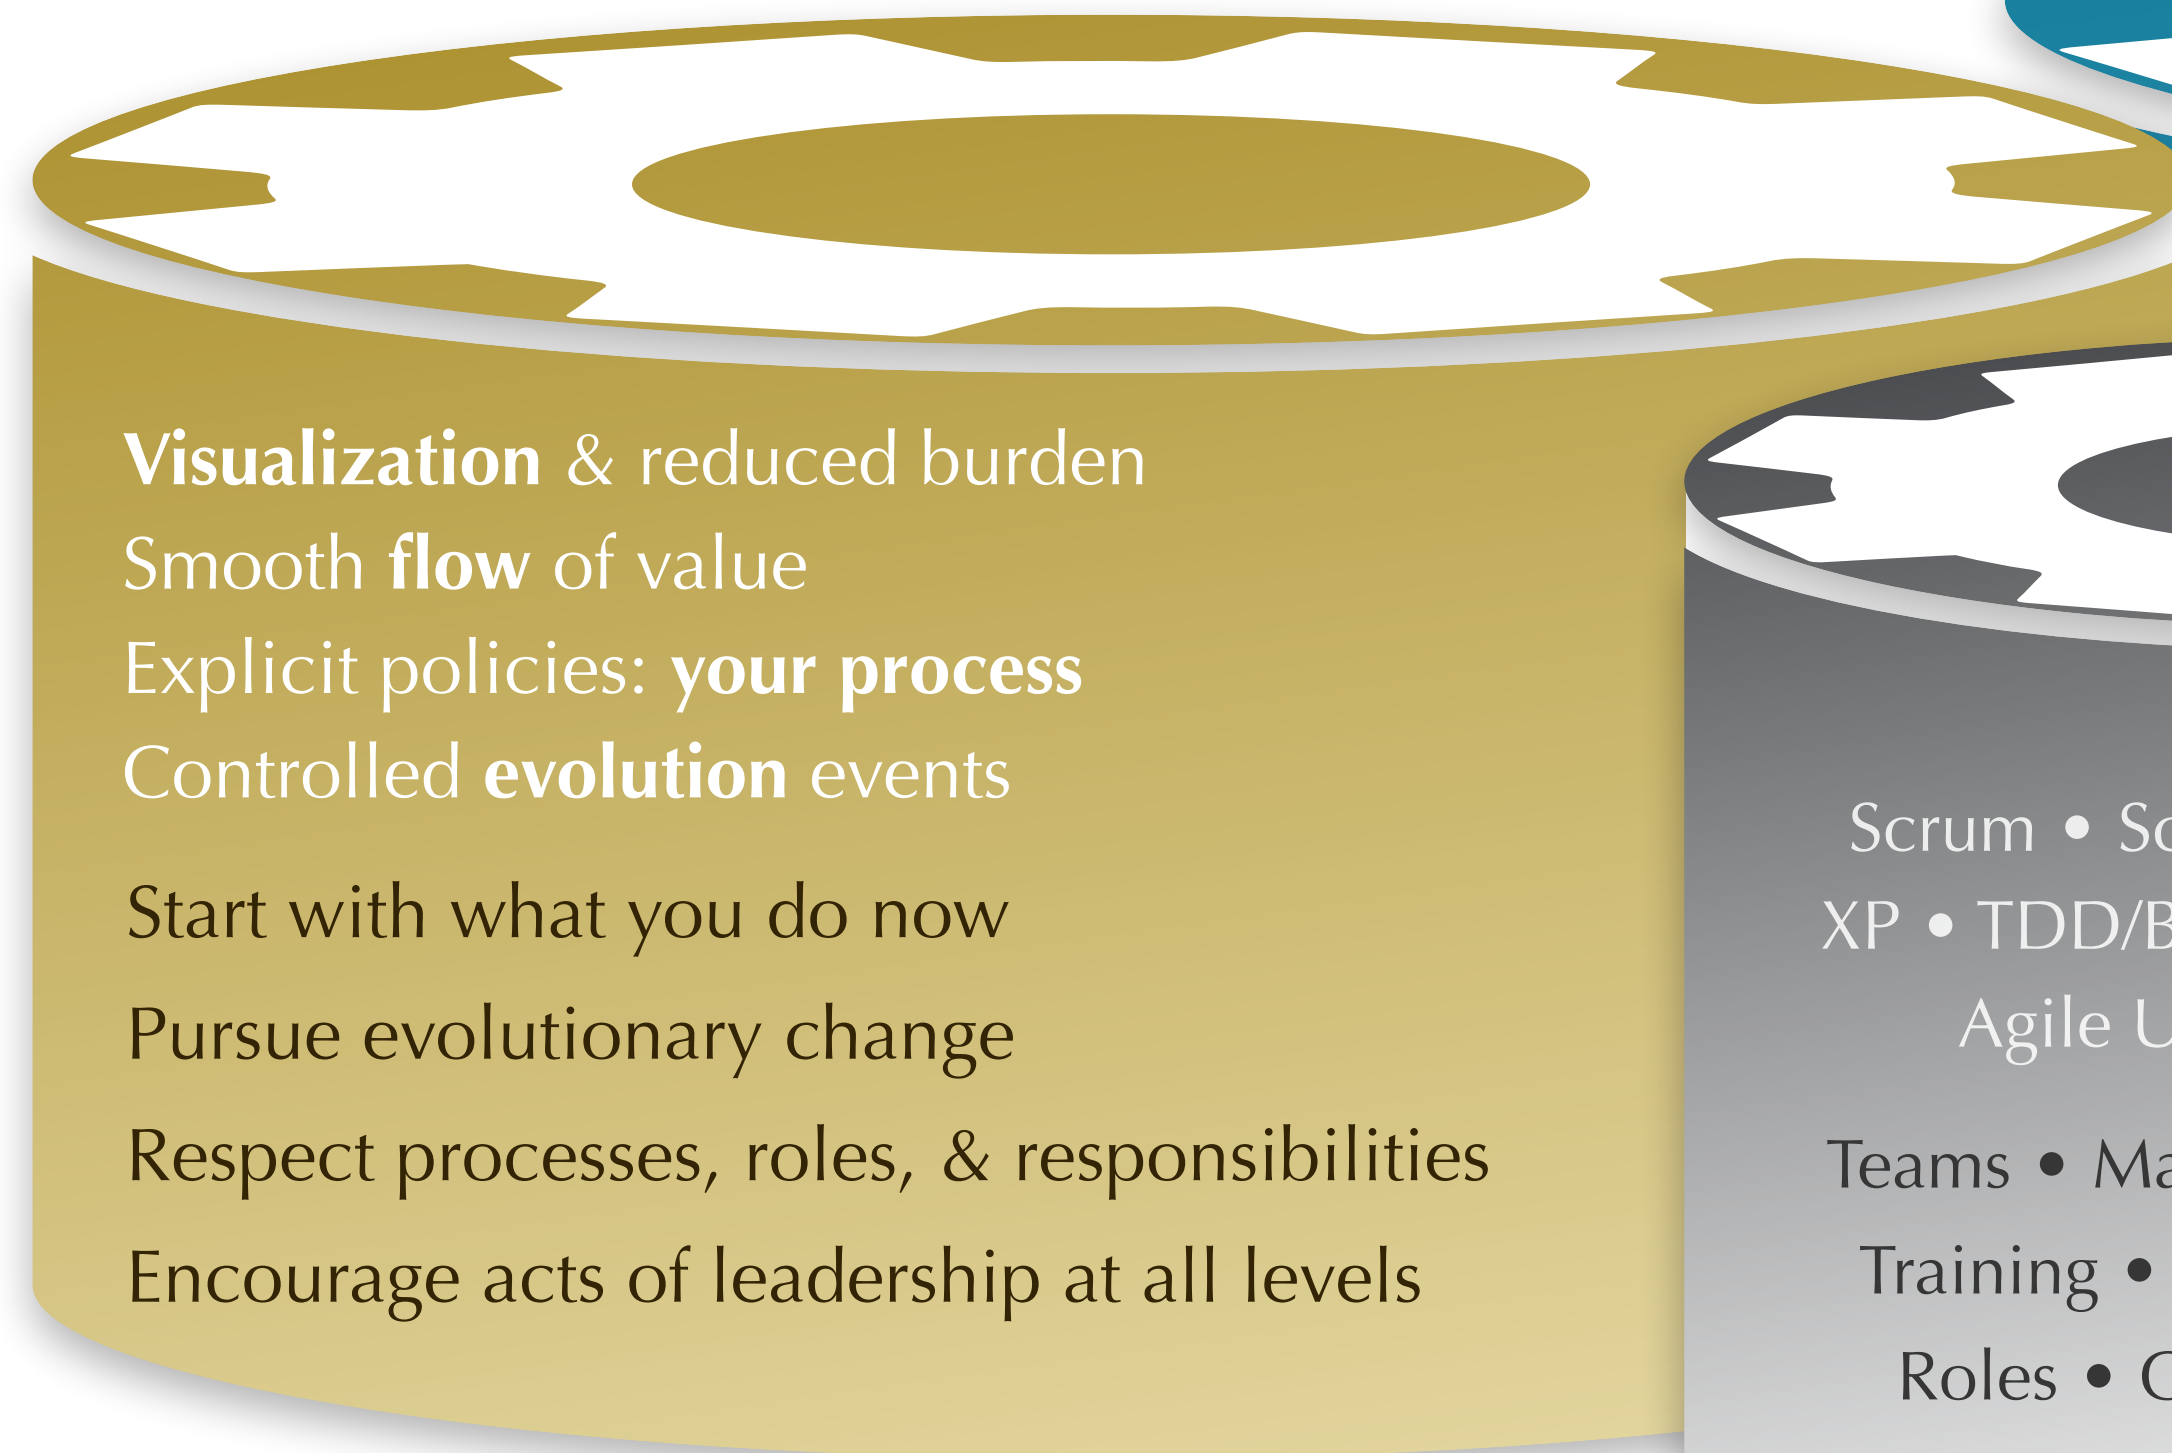 Visualization & reduced burden
Smooth flow of value
Explicit policies: your process
Controlled evolution events
Start with what you do now
Pursue evolutionary change
Respect processes, roles, & responsibilities
Encourage acts of leadership at all levels
Scrum •
XP • TDD/B
Agile
Teams •
Training •
Roles •